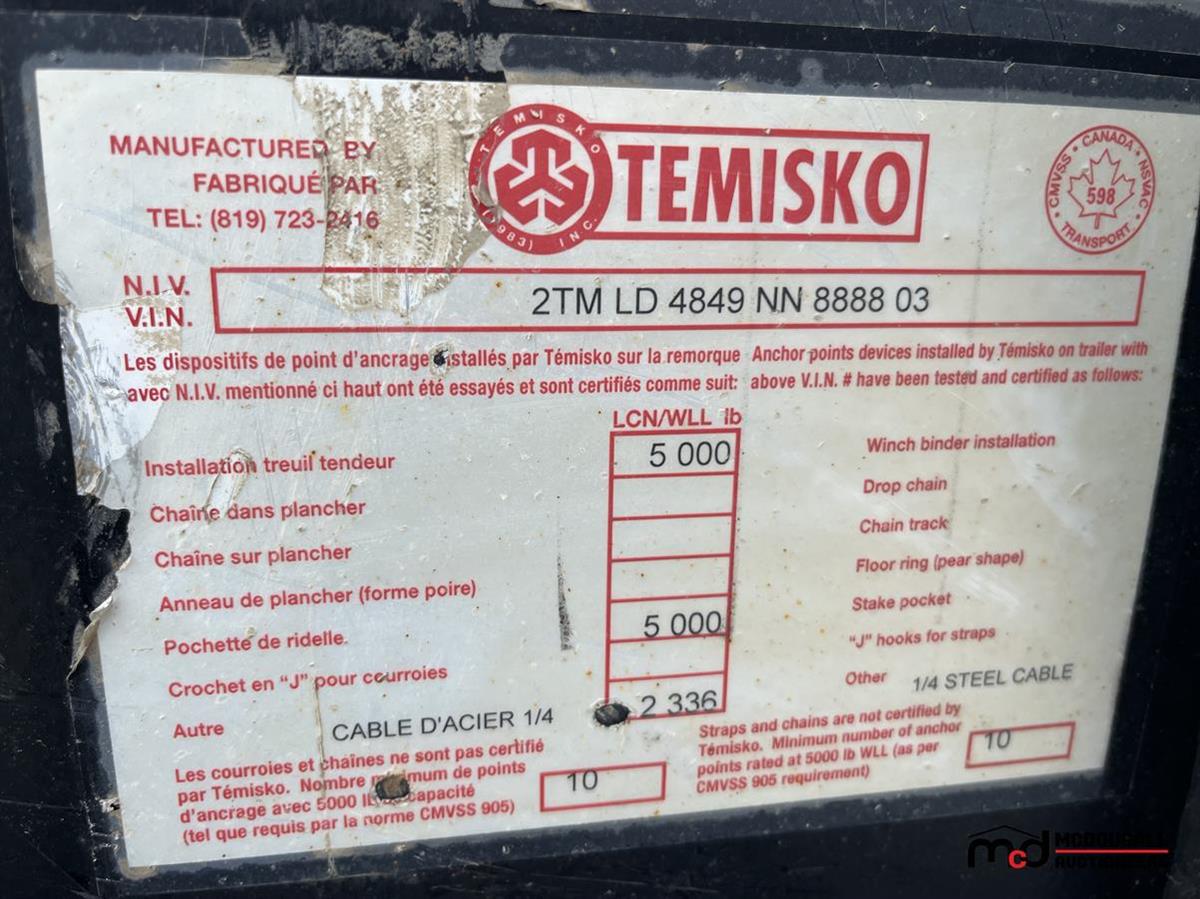 MANUFACTURED BY
FABRIQUÉ PAR
TEL: (819) 723-2416
TEMISKO
(1983) INC.
TEMISKO
CMVSS • CANADA • NSVAC • TRANSPORT •
598
N.I.V.
V.I.N.
2TM LD 4849 NN 8888 03
Les dispositifs de point d'ancrage installés par Témisko sur la remorque
avec N.I.V. mentionné ci haut ont été essayés et sont certifiés comme suit:
Anchor points devices installed by Témisko on trailer with
above V.I.N. # have been tested and certified as follows:
LCN/WLL lb
Installation treuil tendeur 5 000 Winch binder installation
Chaîne dans plancher Drop chain
Chaîne sur plancher Chain track
Anneau de plancher (forme poire) Floor ring (pear shape)
Pochette de ridelle. 5 000 Stake pocket
Crochet en "J" pour courroies "J" hooks for straps
Autre CABLE D'ACIER 1/4 2 336 Other 1/4 STEEL CABLE
Les courroies et chaînes ne sont pas certifié
par Témisko. Nombre minimum de points
d'ancrage avec 5000 lb capacité
(tel que requis par la norme CMVSS 905)
10
Straps and chains are not certified by
Témisko. Minimum number of anchor
points rated at 5000 lb WLL (as per
CMVSS 905 requirement)
10
mcd
MCDOUGALL